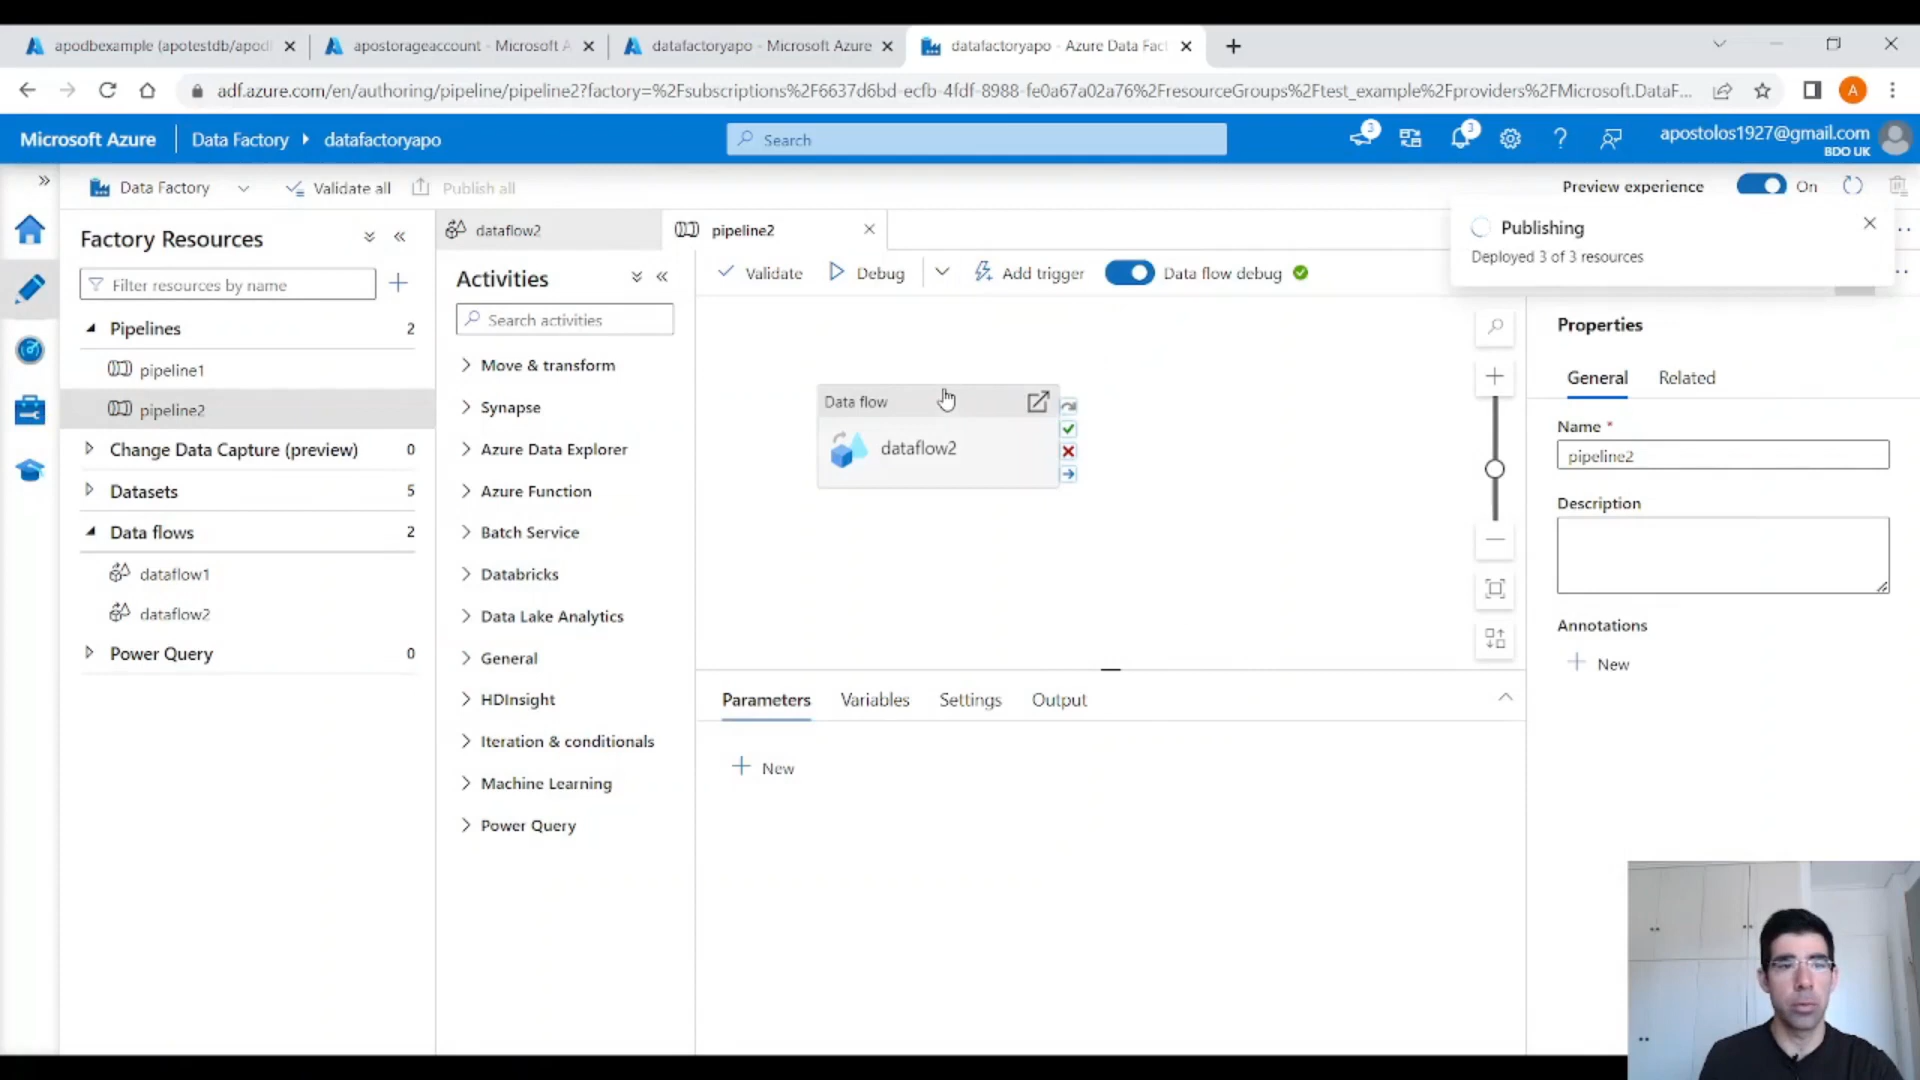 apodbexample (apotestdb/apod
apostorageaccount - Microsoft A
datafactoryapo - Microsoft Azure
datafactoryapo - Azure Data Fact
adf.azure.com/en/authoring/pipeline/pipeline2?factory=%2Fsubscriptions%2F6637d6bd-ecfb-4fdf-8988-fe0a67a02a76%2FresourceGroups%2Ftest_example%2Fproviders%2FMicrosoft.DataF...
A
Microsoft Azure
Data Factory
datafactoryapo
Search
3
3
apostolos1927@gmail.com
BDO UK
Data Factory
Validate all
Publish all
Preview experience
On
Publishing
Deployed 3 of 3 resources
Factory Resources
Filter resources by name
Pipelines 2
pipeline1
pipeline2
Change Data Capture (preview) 0
Datasets 5
Data flows 2
dataflow1
dataflow2
Power Query 0
dataflow2
pipeline2
Activities
Search activities
Move & transform
Synapse
Azure Data Explorer
Azure Function
Batch Service
Databricks
Data Lake Analytics
General
HDInsight
Iteration & conditionals
Machine Learning
Power Query
Validate
Debug
Add trigger
Data flow debug
Data flow
dataflow2
Parameters
Variables
Settings
Output
New
Properties
General
Related
Name *
pipeline2
Description
Annotations
New